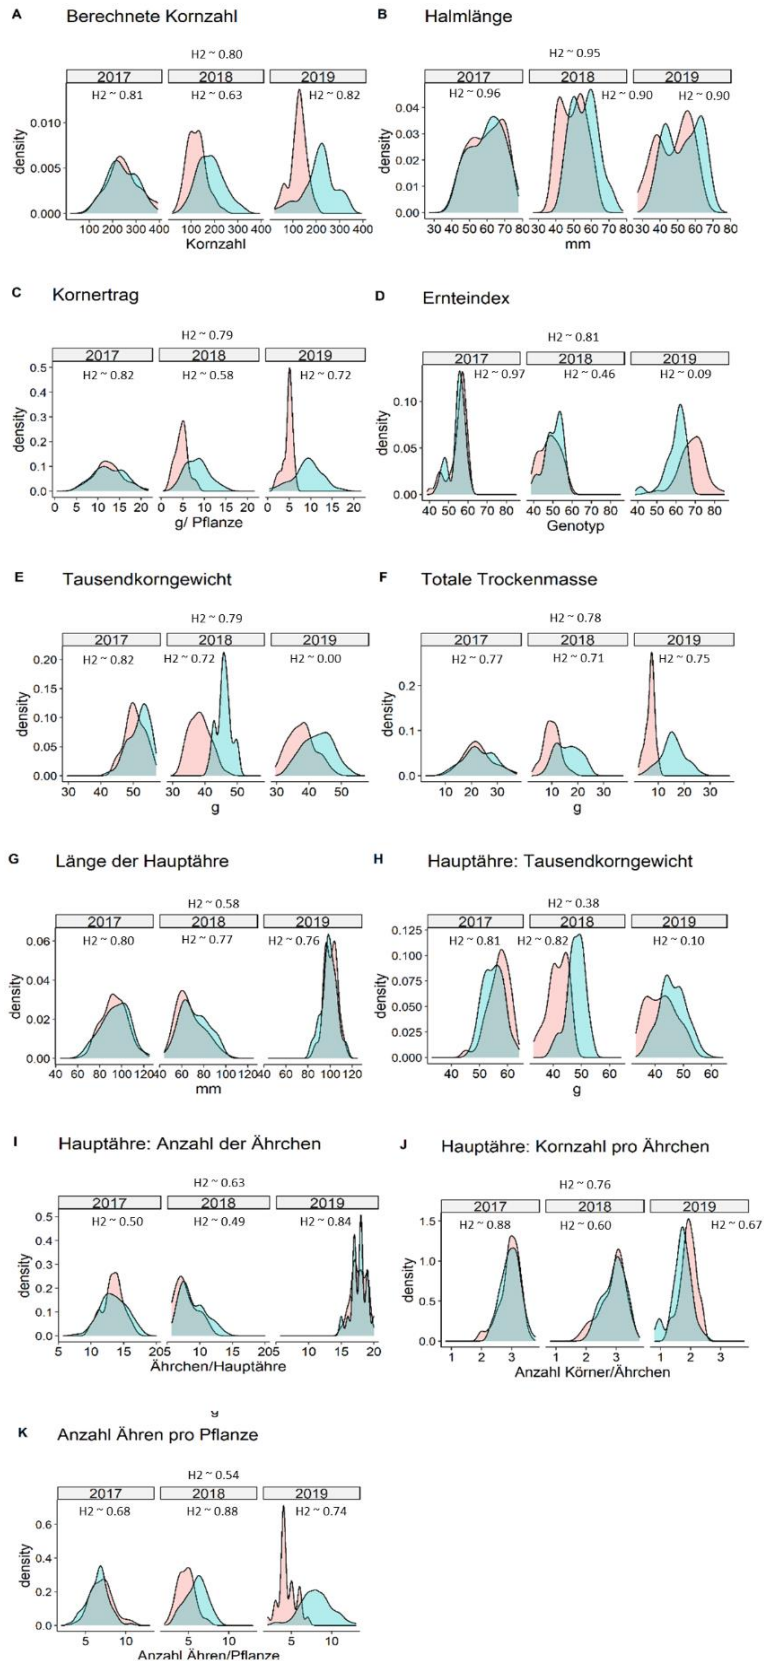 A Berechnete Kornzahl
H2 ~ 0.80
2017 2018 2019
H2 ~ 0.81 H2 ~ 0.63 H2 ~ 0.82
density
0.010
0.005
0.000
100 200 300 400 100 200 300 400 100 200 300 400
Kornzahl
B Halmlänge
H2 ~ 0.95
2017 2018 2019
H2 ~ 0.96 H2 ~ 0.90 H2 ~ 0.90
density
0.04
0.03
0.02
0.01
0.00
30 40 50 60 70 80 30 40 50 60 70 80 30 40 50 60 70 80
mm
C Kornertrag
H2 ~ 0.79
2017 2018 2019
H2 ~ 0.82 H2 ~ 0.58 H2 ~ 0.72
density
0.5
0.4
0.3
0.2
0.1
0.0
0 5 10 15 20 0 5 10 15 20 0 5 10 15 20
g/ Pflanze
D Ernteindex
H2 ~ 0.81
2017 2018 2019
H2 ~ 0.97 H2 ~ 0.46 H2 ~ 0.09
density
0.10
0.05
0.00
40 50 60 70 80 40 50 60 70 80 40 50 60 70 80
Genotyp
E Tausendkorngewicht
H2 ~ 0.79
2017 2018 2019
H2 ~ 0.82 H2 ~ 0.72 H2 ~ 0.00
density
0.20
0.15
0.10
0.05
0.00
30 40 50 30 40 50 30 40 50
g
F Totale Trockenmasse
H2 ~ 0.78
2017 2018 2019
H2 ~ 0.77 H2 ~ 0.71 H2 ~ 0.75
density
0.2
0.1
0.0
10 20 30 10 20 30 10 20 30
g
G Länge der Hauptähre
H2 ~ 0.58
2017 2018 2019
H2 ~ 0.80 H2 ~ 0.77 H2 ~ 0.76
density
0.06
0.04
0.02
0.00
40 60 80 100 120 40 60 80 100 120 40 60 80 100 120
mm
H Hauptähre: Tausendkorngewicht
H2 ~ 0.38
2017 2018 2019
H2 ~ 0.81 H2 ~ 0.82 H2 ~ 0.10
density
0.125
0.100
0.075
0.050
0.025
0.000
40 50 60 40 50 60 40 50 60
g
I Hauptähre: Anzahl der Ährchen
H2 ~ 0.63
2017 2018 2019
H2 ~ 0.50 H2 ~ 0.49 H2 ~ 0.84
density
0.5
0.4
0.3
0.2
0.1
0.0
5 10 15 20 5 10 15 20 5 10 15 20
Ährchen/Hauptähre
J Hauptähre: Kornzahl pro Ährchen
H2 ~ 0.76
2017 2018 2019
H2 ~ 0.88 H2 ~ 0.60 H2 ~ 0.67
density
1.5
1.0
0.5
0.0
1 2 3 1 2 3 1 2 3
Anzahl Körner/Ährchen
K Anzahl Ähren pro Pflanze
H2 ~ 0.54
2017 2018 2019
H2 ~ 0.68 H2 ~ 0.88 H2 ~ 0.74
density
0.6
0.4
0.2
0.0
5 10 5 10 5 10
Anzahl Ähren/Pflanze